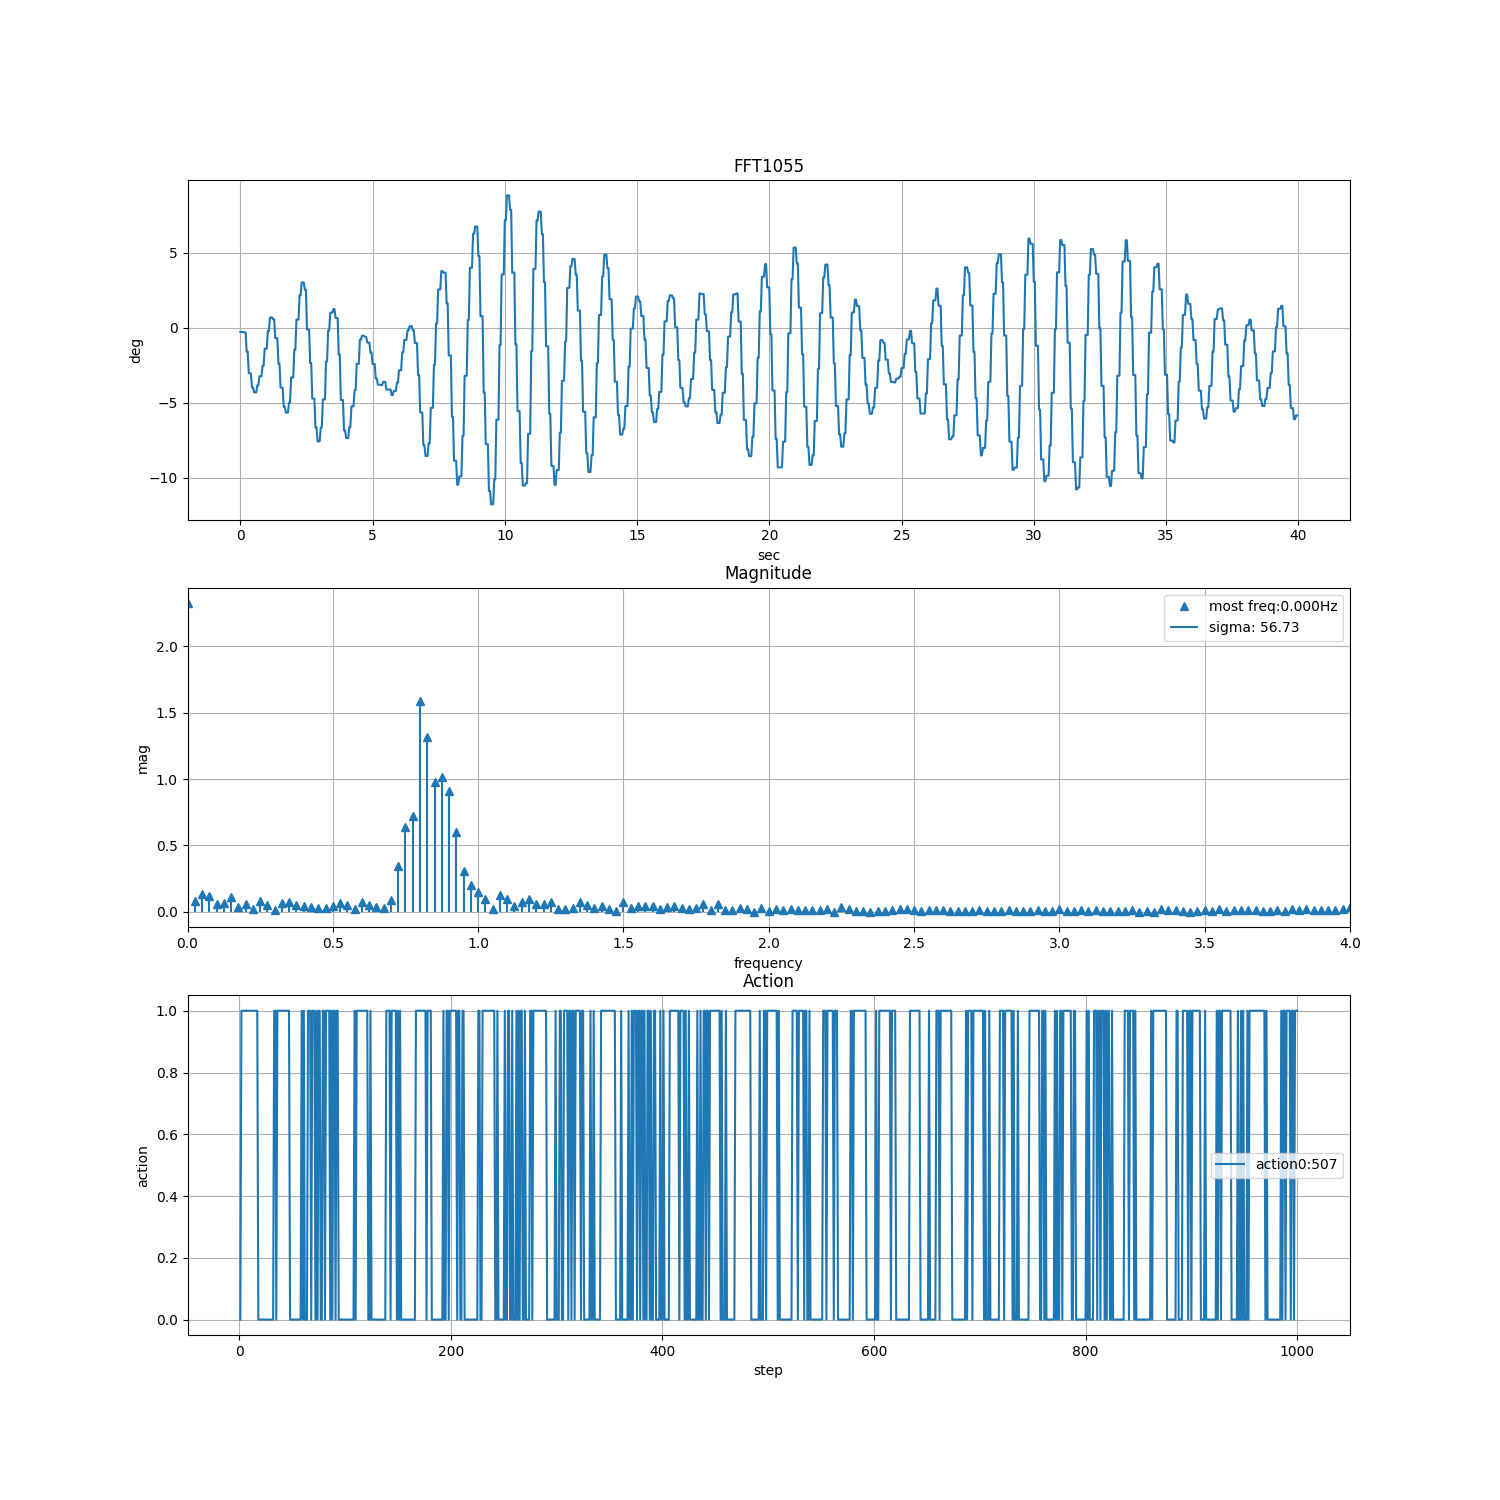 FFT1055
5
0
−5
−10
deg
0 5 10 15 20 25 30 35 40
sec
Magnitude
most freq:0.000Hz
sigma: 56.73
2.0
1.5
1.0
0.5
0.0
mag
0.0 0.5 1.0 1.5 2.0 2.5 3.0 3.5 4.0
frequency
Action
1.0
0.8
0.6
0.4
0.2
0.0
action
action0:507
0 200 400 600 800 1000
step